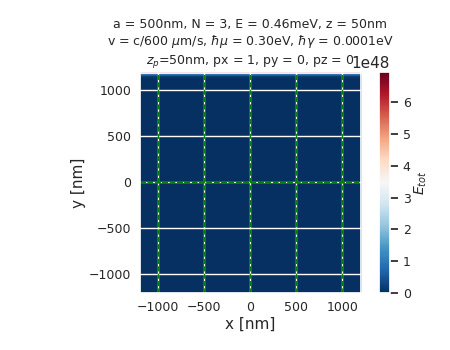 a = 500nm, N = 3, E = 0.46meV, z = 50nm
v = c/600 μm/s, ℏμ = 0.30eV, ℏγ = 0.0001eV
z_p=50nm, px = 1, py = 0, pz = 0
1e48
1000
500
0
−500
−1000
y [nm]
−1000 −500 0 500 1000
x [nm]
6
5
4
3
2
1
0
E_tot